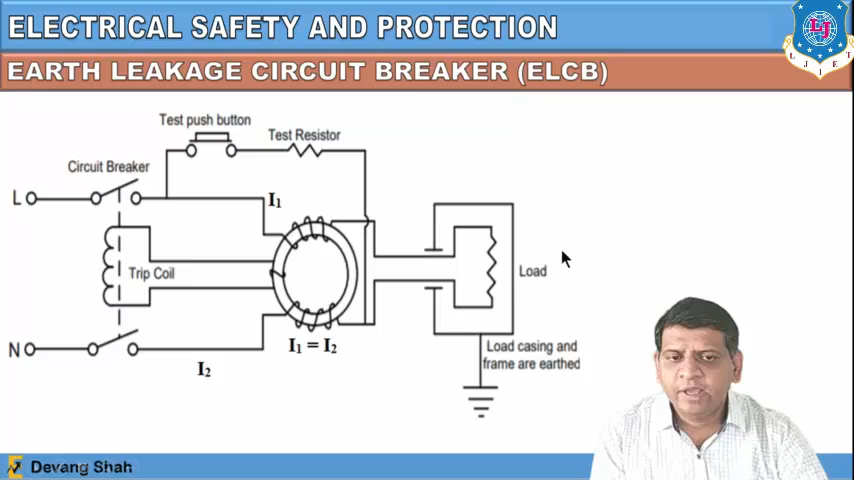 ELECTRICAL SAFETY AND PROTECTION
LJ
L J I E T
EARTH LEAKAGE CIRCUIT BREAKER (ELCB)
Test push button
Test Resistor
Circuit Breaker
L
I₁
Trip Coil
Load
N
I₁ = I₂
I₂
Load casing and
frame are earthed
Devang Shah